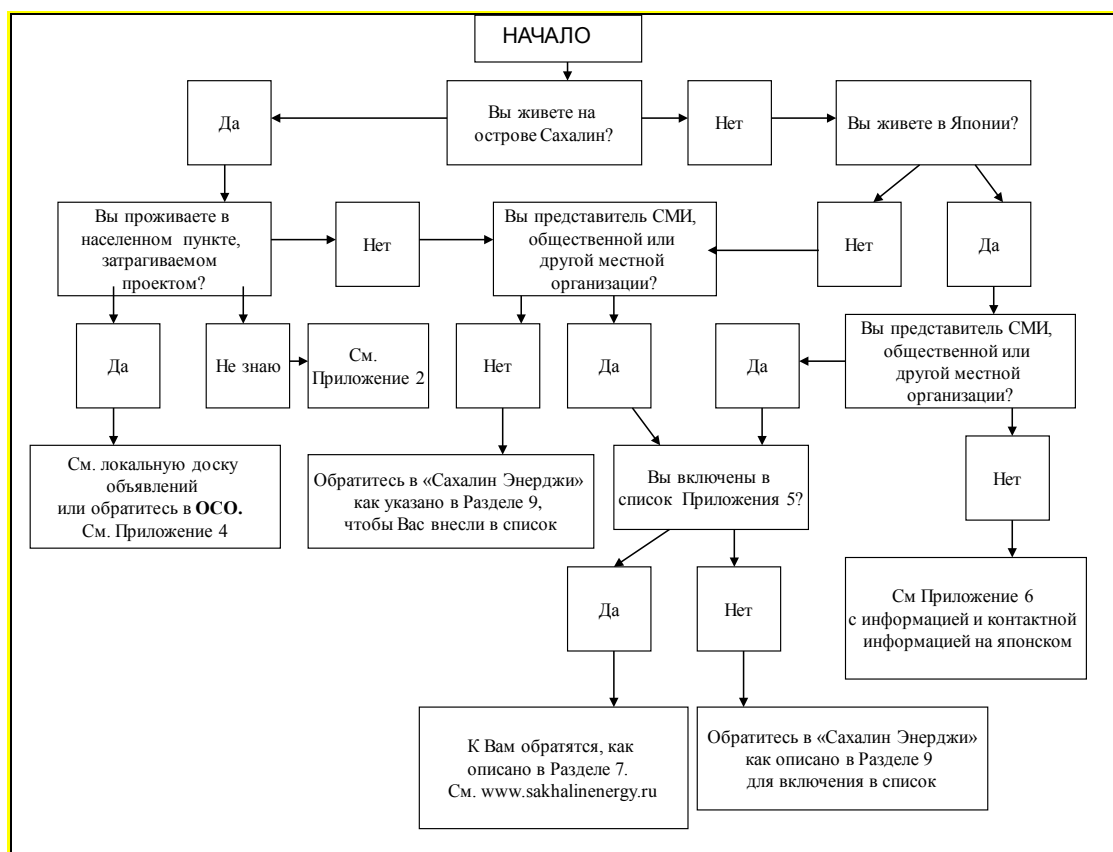 НАЧАЛО
Да
Вы живете на
острове Сахалин?
Нет
Вы живете в Японии?
Вы проживаете в
населенном пункте,
затрагиваемом
проектом?
Нет
Вы представитель СМИ,
общественной или
другой местной
организации?
Нет
Да
Да
Не знаю
См.
Приложение 2
Нет
Да
Да
Вы представитель СМИ,
общественной или
другой местной
организации?
См. локальную доску
объявлений
или обратитесь в ОСО.
См. Приложение 4
Обратитесь в «Сахалин Энерджи»
как указано в Разделе 9,
чтобы Вас внесли в список
Вы включены в
список Приложения 5?
Нет
Да
Нет
См Приложение 6
с информацией и контактной
информацией на японском
К Вам обратятся, как
описано в Разделе 7.
См. www.sakhalinenergy.ru
Обратитесь в «Сахалин Энерджи»
как описано в Разделе 9
для включения в список